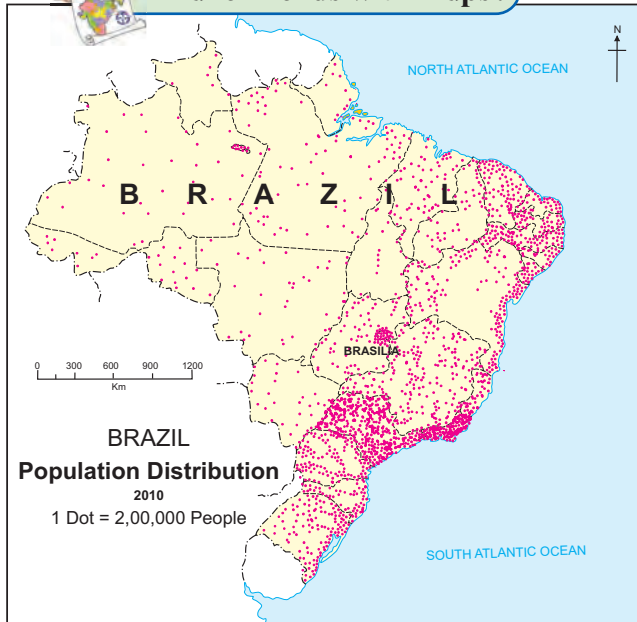 N
NORTH ATLANTIC OCEAN
B R A Z I L
BRASILIA
0 300 600 900 1200
Km
BRAZIL
Population Distribution
2010
1 Dot = 2,00,000 People
SOUTH ATLANTIC OCEAN